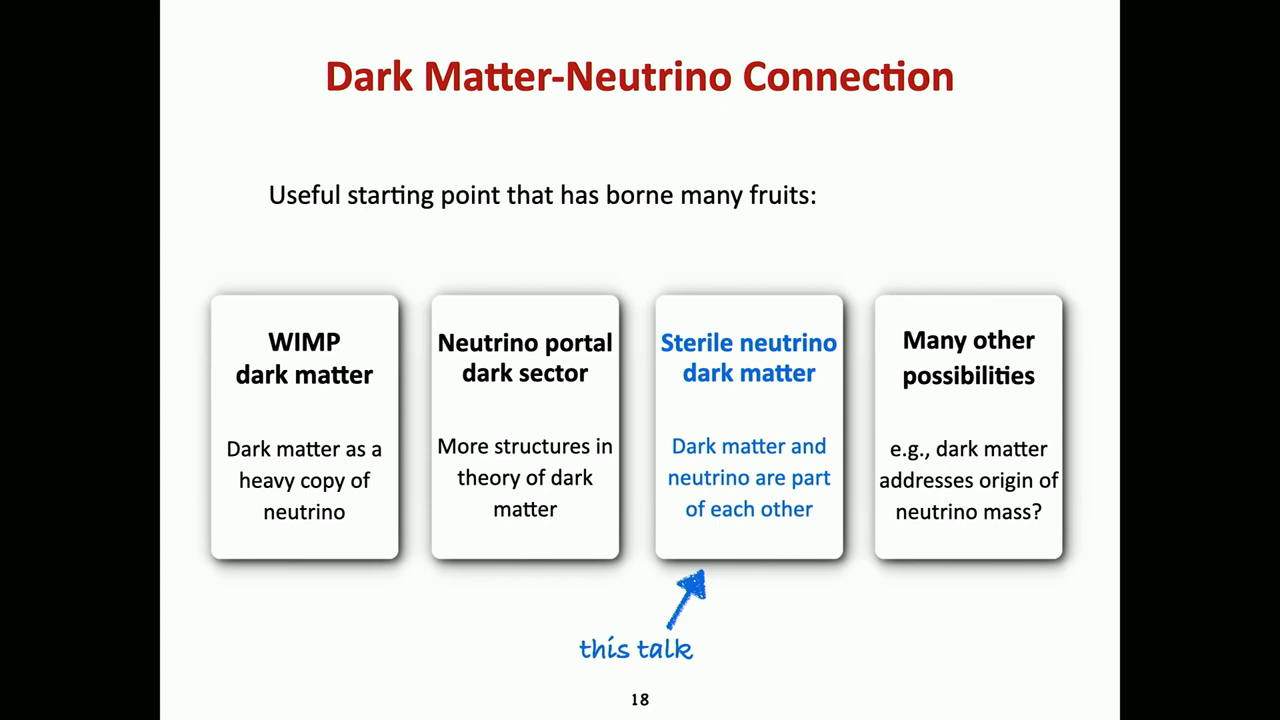 Dark Matter-Neutrino Connection
Useful starting point that has borne many fruits:
WIMP
dark matter
Dark matter as a
heavy copy of
neutrino
Neutrino portal
dark sector
More structures in
theory of dark
matter
Sterile neutrino
dark matter
Dark matter and
neutrino are part
of each other
Many other
possibilities
e.g., dark matter
addresses origin of
neutrino mass?
this talk
18